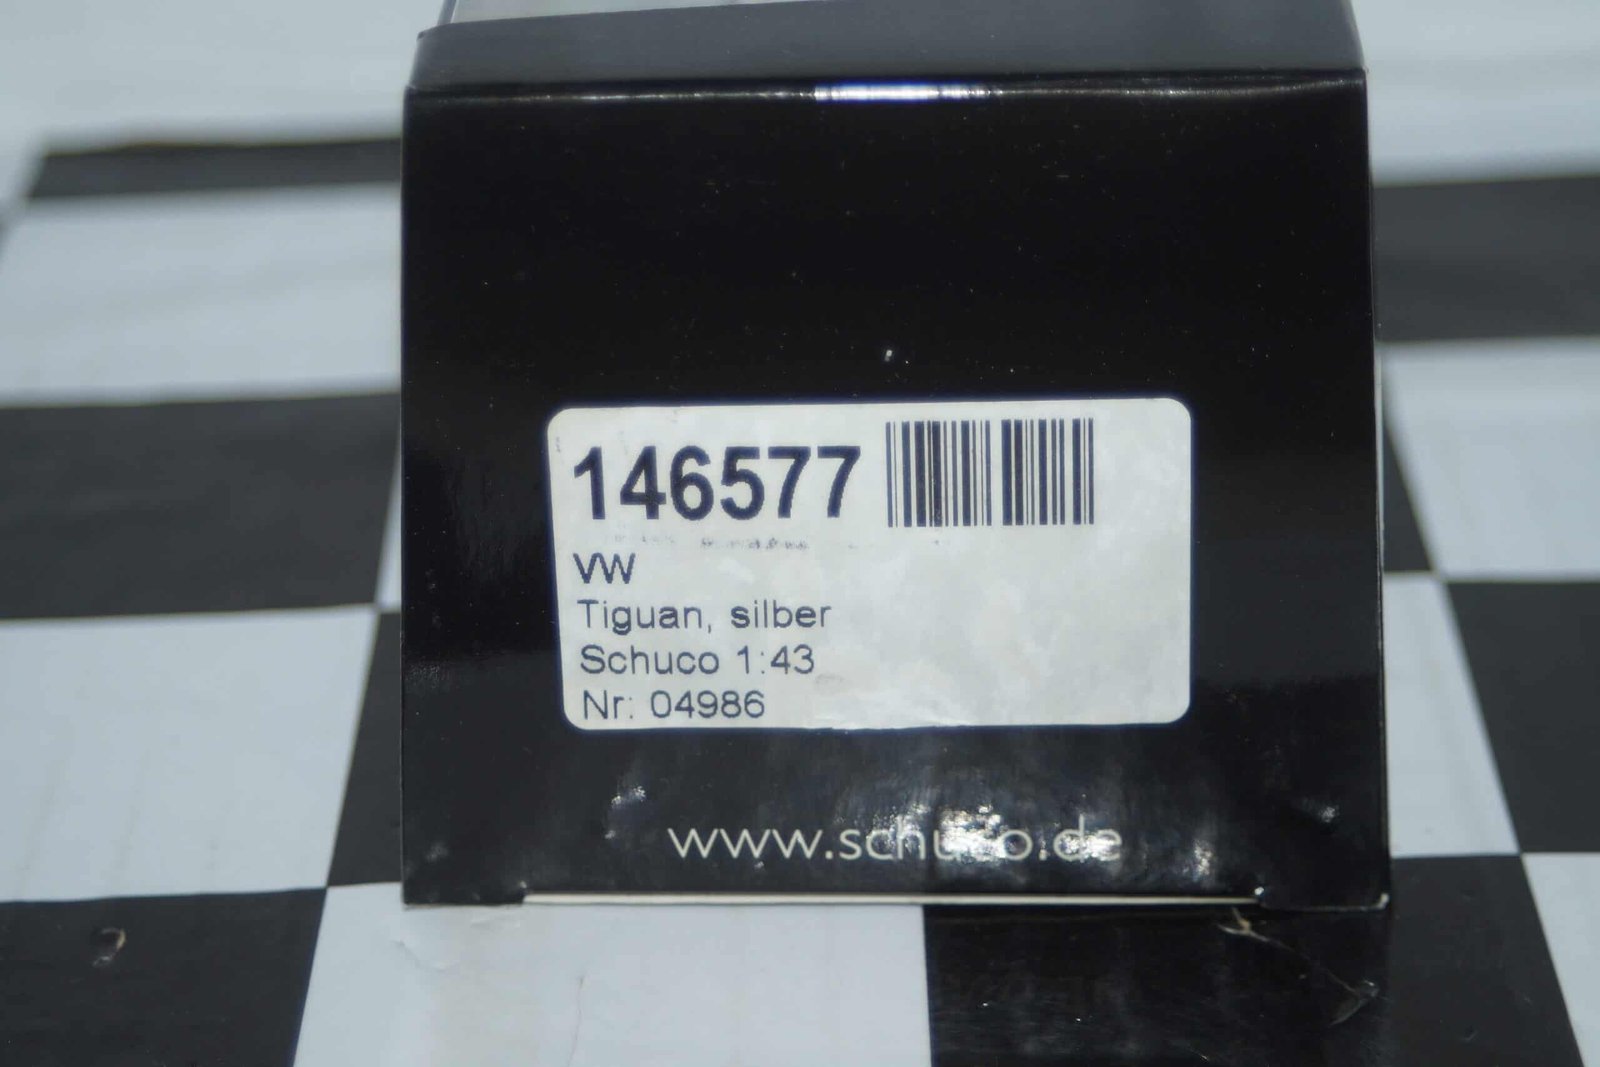 146577
VW
Tiguan, silber
Schuco 1:43
Nr: 04986
www.schuco.de